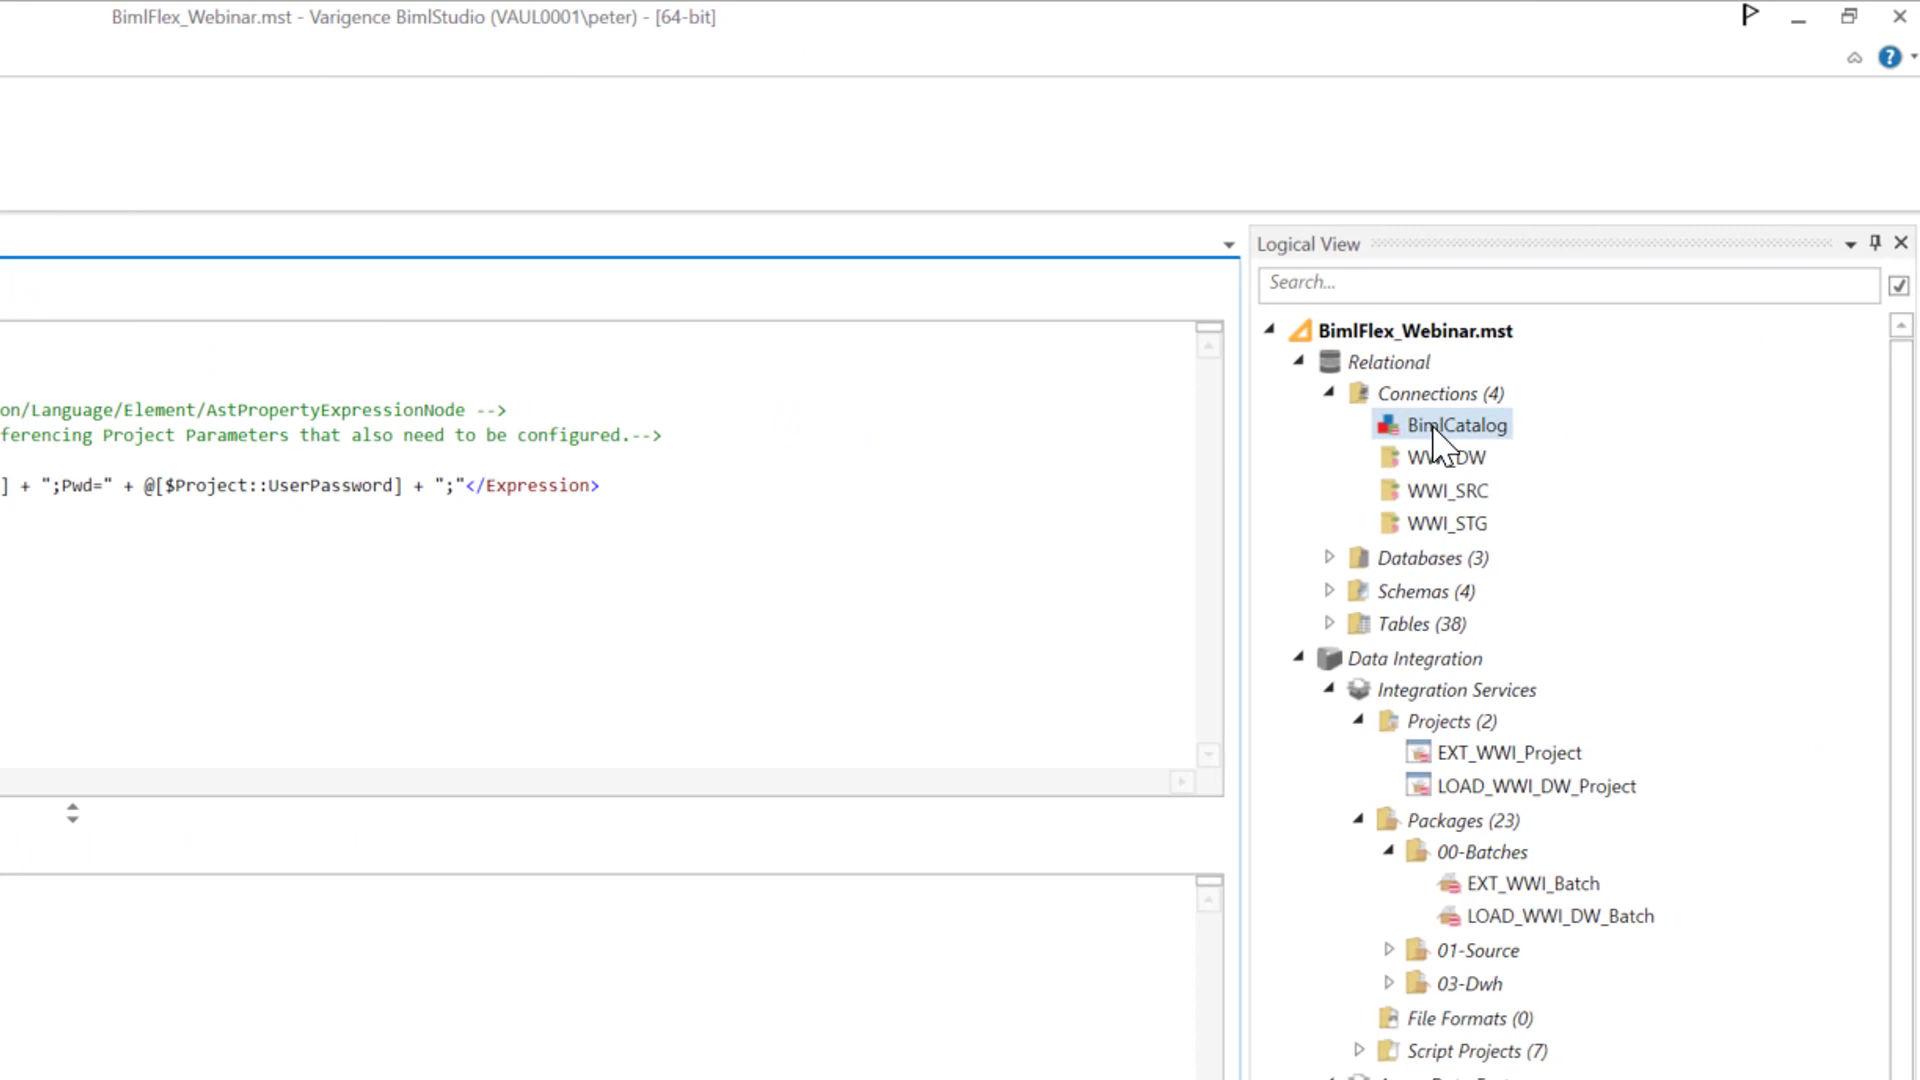 BimlFlex_Webinar.mst - Varigence BimlStudio (VAUL0001\peter) - [64-bit]
?
Logical View
Search...
BimlFlex_Webinar.mst
Relational
Connections (4)
on/Language/Element/AstPropertyExpressionNode -->
BimlCatalog
ferencing Project Parameters that also need to be configured.-->
WWI_DW
] + ";Pwd=" + @[$Project::UserPassword] + ";"</Expression>
WWI_SRC
WWI_STG
Databases (3)
Schemas (4)
Tables (38)
Data Integration
Integration Services
Projects (2)
EXT_WWI_Project
LOAD_WWI_DW_Project
Packages (23)
00-Batches
EXT_WWI_Batch
LOAD_WWI_DW_Batch
01-Source
03-Dwh
File Formats (0)
Script Projects (7)